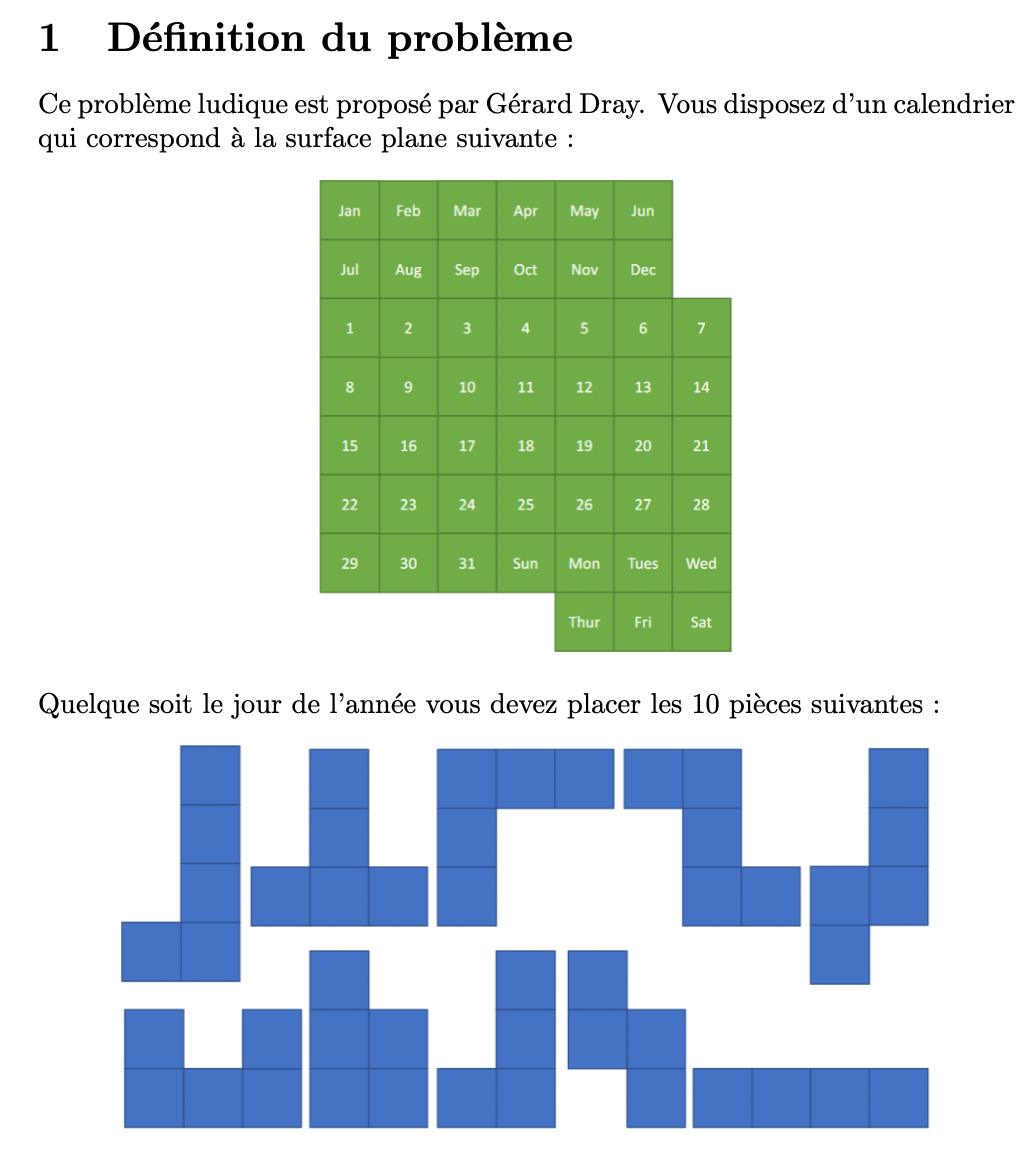 1 Définition du problème
Ce problème ludique est proposé par Gérard Dray. Vous disposez d'un calendrier
qui correspond à la surface plane suivante :
Jan Feb Mar Apr May Jun
Jul Aug Sep Oct Nov Dec
1 2 3 4 5 6 7
8 9 10 11 12 13 14
15 16 17 18 19 20 21
22 23 24 25 26 27 28
29 30 31 Sun Mon Tues Wed
Thur Fri Sat
Quelque soit le jour de l'année vous devez placer les 10 pièces suivantes :